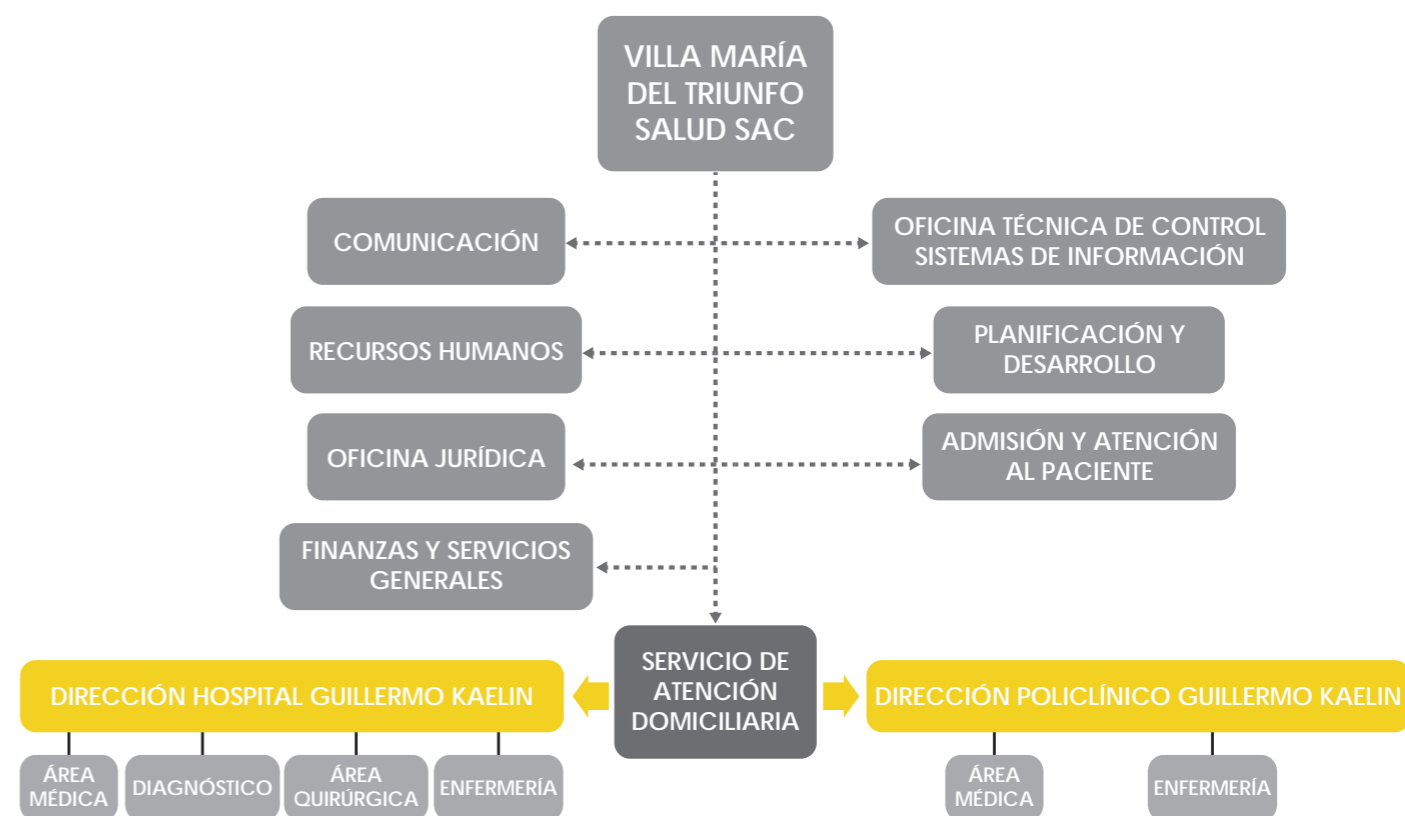 VILLA MARÍA
DEL TRIUNFO
SALUD SAC
COMUNICACIÓN
OFICINA TÉCNICA DE CONTROL
SISTEMAS DE INFORMACIÓN
RECURSOS HUMANOS
PLANIFICACIÓN Y
DESARROLLO
OFICINA JURÍDICA
ADMISIÓN Y ATENCIÓN
AL PACIENTE
FINANZAS Y SERVICIOS
GENERALES
SERVICIO DE
ATENCIÓN
DOMICILIARIA
DIRECCIÓN HOSPITAL GUILLERMO KAELIN
DIRECCIÓN POLICLÍNICO GUILLERMO KAELIN
ÁREA
MÉDICA
DIAGNÓSTICO
ÁREA
QUIRÚRGICA
ENFERMERÍA
ÁREA
MÉDICA
ENFERMERÍA